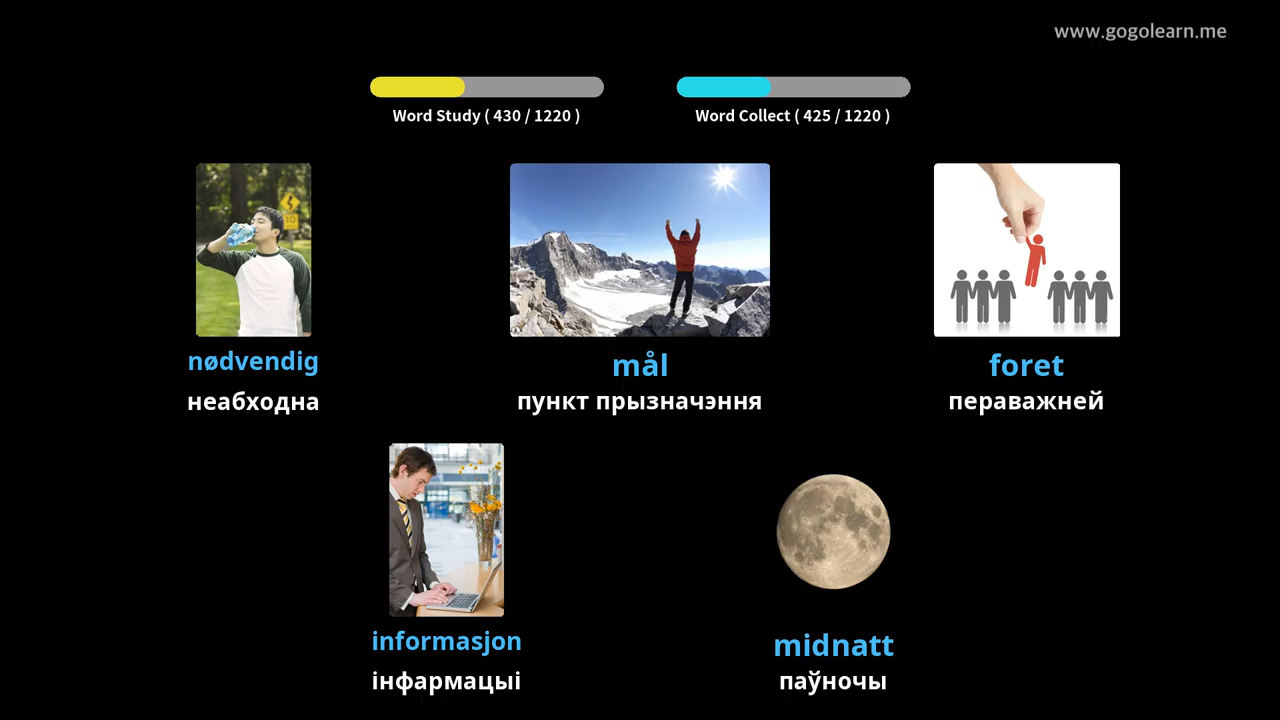 www.gogolearn.me
Word Study ( 430 / 1220 )
Word Collect ( 425 / 1220 )
10
nødvendig
неабходна
mål
пункт прызначэння
foret
пераважней
informasjon
інфармацыі
midnatt
паўночы